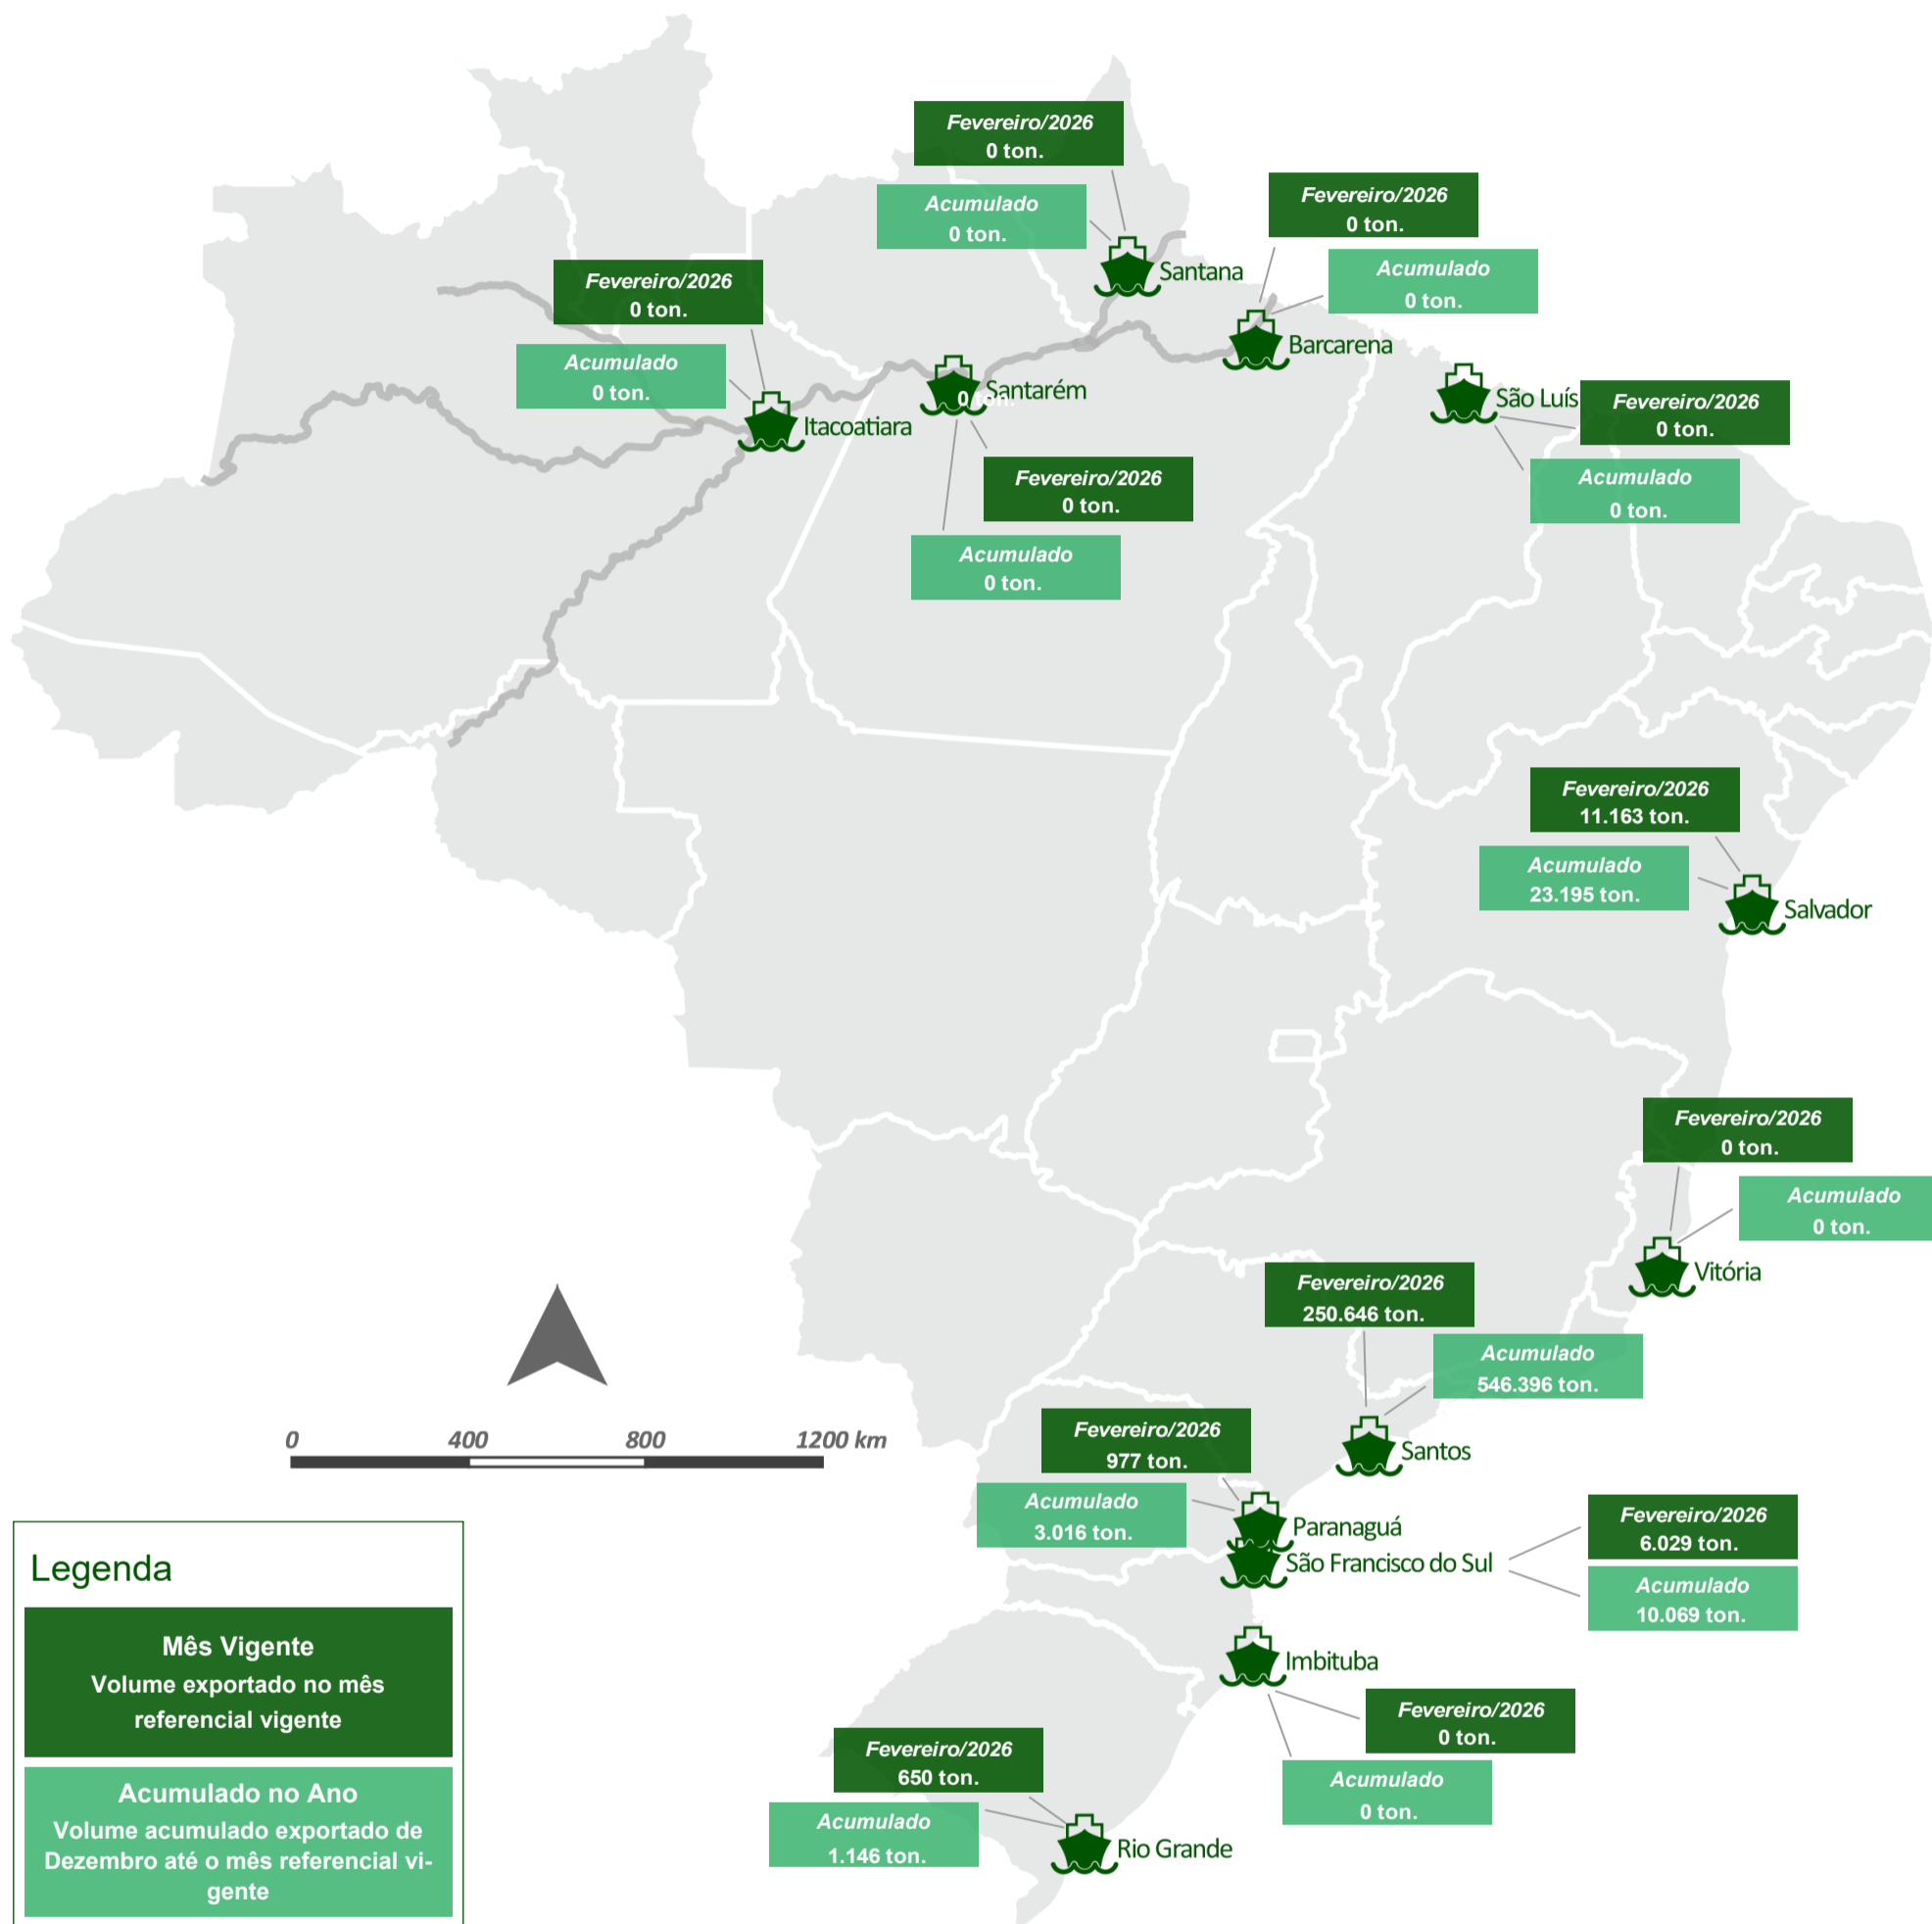 Fevereiro/2026
0 ton.
Acumulado
0 ton.
Santana
Fevereiro/2026
0 ton.
Acumulado
0 ton.
Barcarena
Fevereiro/2026
0 ton.
Acumulado
0 ton.
Itacoatiara
Santarém
0 ton.
Fevereiro/2026
0 ton.
Acumulado
0 ton.
São Luís
Fevereiro/2026
0 ton.
Acumulado
0 ton.
Fevereiro/2026
11.163 ton.
Acumulado
23.195 ton.
Salvador
Fevereiro/2026
0 ton.
Acumulado
0 ton.
Vitória
Fevereiro/2026
250.646 ton.
Acumulado
546.396 ton.
Santos
0 400 800 1200 km
Fevereiro/2026
977 ton.
Acumulado
3.016 ton.
Paranaguá
São Francisco do Sul
Fevereiro/2026
6.029 ton.
Acumulado
10.069 ton.
Imbituba
Fevereiro/2026
0 ton.
Acumulado
0 ton.
Fevereiro/2026
650 ton.
Acumulado
1.146 ton.
Rio Grande
Legenda
Mês Vigente
Volume exportado no mês
referencial vigente
Acumulado no Ano
Volume acumulado exportado de
Dezembro até o mês referencial vi-
gente